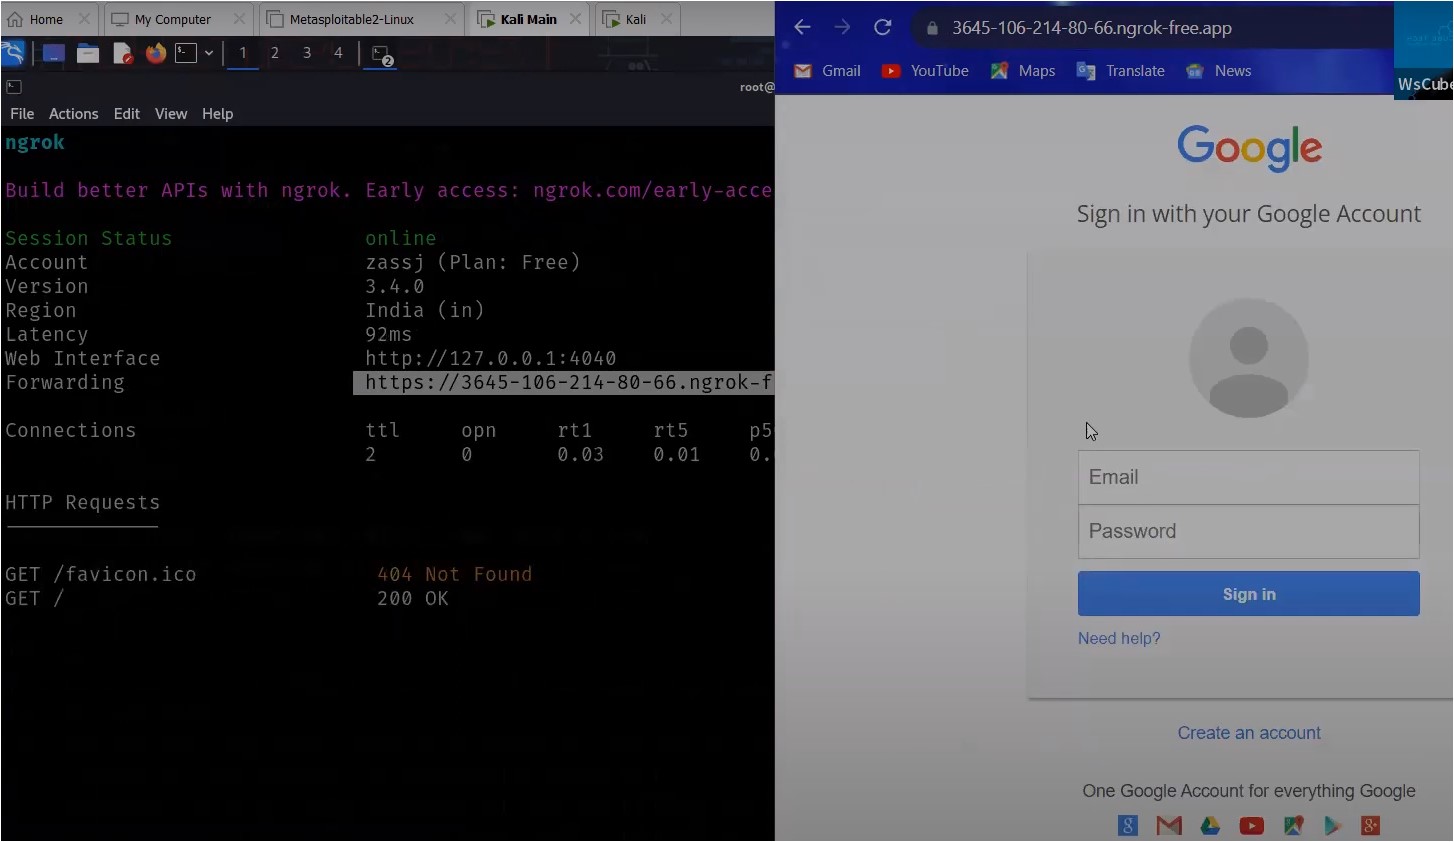 Home
My Computer
Metasploitable2-Linux
Kali Main
Kali
1 2 3 4
2
root@
File Actions Edit View Help
ngrok
Build better APIs with ngrok. Early access: ngrok.com/early-acce
Session Status online
Account zassj (Plan: Free)
Version 3.4.0
Region India (in)
Latency 92ms
Web Interface http://127.0.0.1:4040
Forwarding https://3645-106-214-80-66.ngrok-f
Connections ttl opn rt1 rt5 p5
2 0 0.03 0.01 0.
HTTP Requests
GET /favicon.ico 404 Not Found
GET / 200 OK
3645-106-214-80-66.ngrok-free.app
Gmail YouTube Maps Translate News
WsCube
Google
Sign in with your Google Account
Email
Password
Sign in
Need help?
Create an account
One Google Account for everything Google